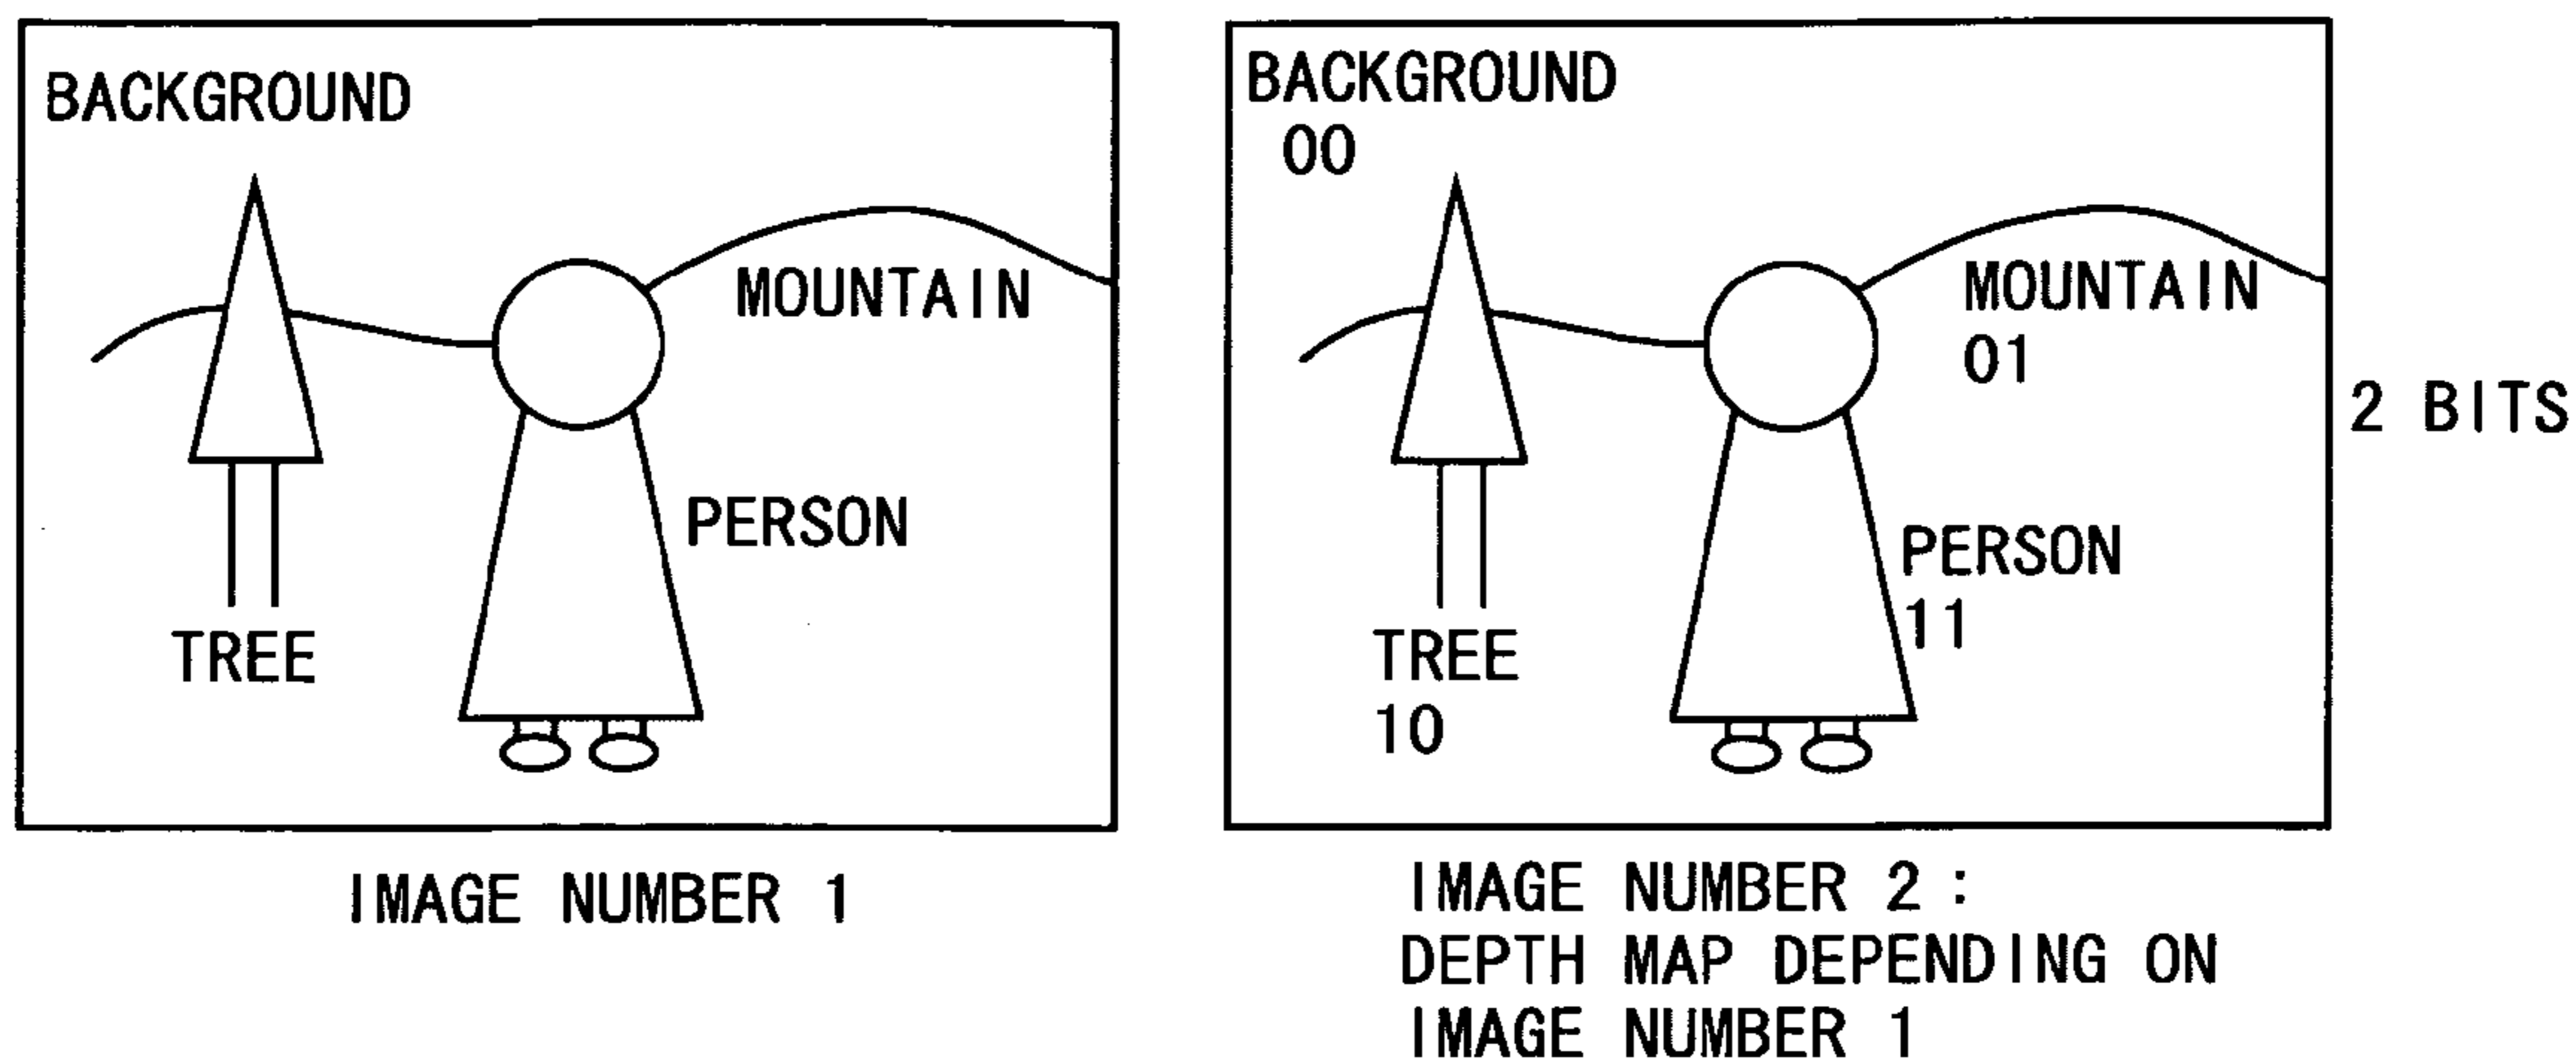 BACKGROUND
MOUNTAIN
PERSON
TREE
IMAGE NUMBER 1
BACKGROUND
00
MOUNTAIN
01
PERSON
11
TREE
10
2 BITS
IMAGE NUMBER 2:
DEPTH MAP DEPENDING ON
IMAGE NUMBER 1